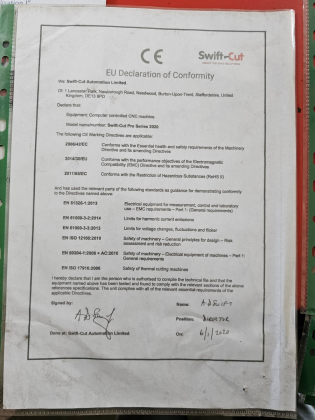 CE
Swift-Cut
EU Declaration of Conformity
We: Swift-Cut Automation Limited.
Of: 1 Lancaster Park, Newborough Road, Needwood, Burton-Upon-Trent, Staffordshire, United
Kingdom, DE13 9PD
Declare that:
Equipment: Computer controlled CNC machine
Model name/number: Swift-Cut Pro Series
The following CE Marking Directives are applicable:
2006/42/EC Conforms with the Essential health and safety requirements of the Machinery
Directive and its amending Directives
2014/30/EU Conforms with the performance objectives of the Electromagnetic
Compatibility (EMC) Directive and its amending Directives
2011/65/EC Conforms with the Restriction of Hazardous Substances (RoHS
And has used the relevant parts of the following standards as guidance for demonstrating conformity
to the Directives named above:
EN 61326-1:2013 Electrical equipment for measurement, control and laboratory
use - EMC requirements - Part 1: (General requirements)
EN 61000-3-2:2014 Limits for harmonic current emissions
EN 61000-3-3:2013 Limits for voltage changes, fluctuations and flicker
EN ISO 12100:2010 Safety of machinery - General principles for design - Risk
assessment and risk reduction
EN 60204-1:2006 + AC:2010 Safety of machinery - Electrical equipment of machines - Part 1:
General requirements
EN ISO 17916:2016 Safety of thermal cutting machines
I hereby declare that I am the person who is authorised to compile the technical file and that the
equipment named above has been tested and found to comply with the relevant sections of the above
references specifications. The unit complies with all of the relevant essential requirements of the
applicable Directives.
Signed by: Name:
Position: DIRECTOR
Done at: Swift-Cut Automation Limited On: 6/1/2020